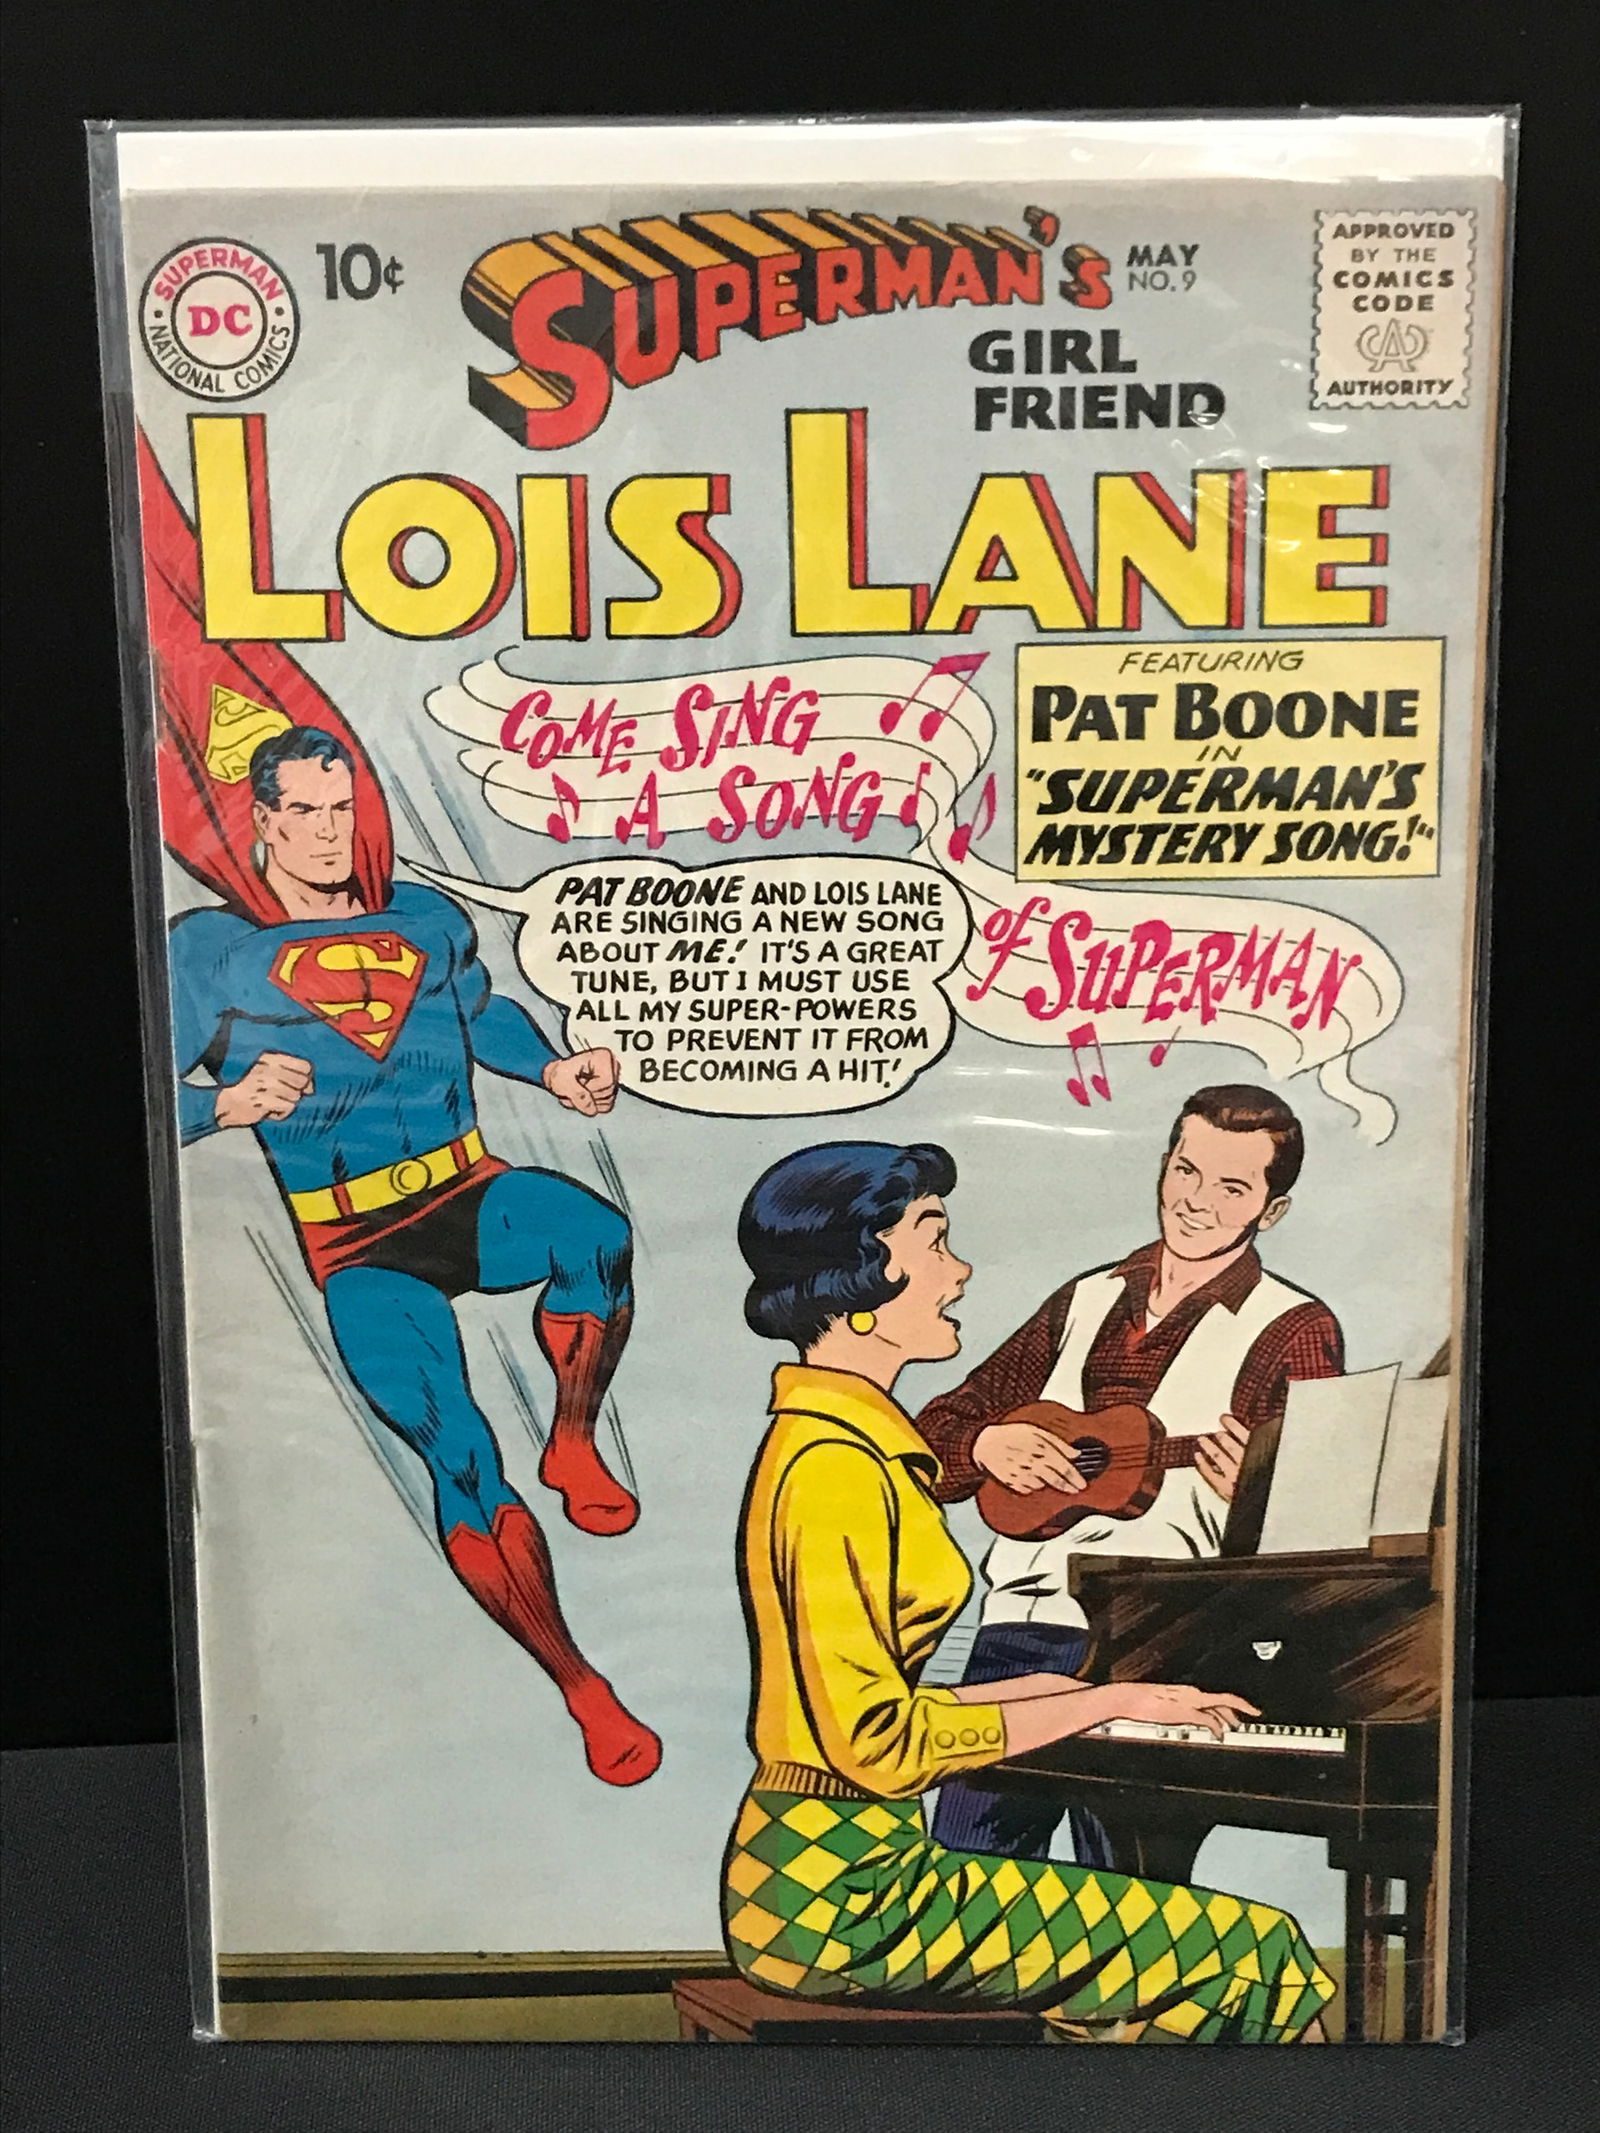 SUPERMAN
DC
NATIONAL COMICS
10¢
SUPERMAN'S
MAY
NO. 9
GIRL
FRIEND
APPROVED
BY THE
COMICS
CODE
CA
AUTHORITY
LOIS LANE
FEATURING
PAT BOONE
IN
"SUPERMAN'S
MYSTERY SONG!"
COME SING
A SONG
of SUPERMAN
PAT BOONE AND LOIS LANE
ARE SINGING A NEW SONG
ABOUT ME! IT'S A GREAT
TUNE, BUT I MUST USE
ALL MY SUPER-POWERS
TO PREVENT IT FROM
BECOMING A HIT!
S
S